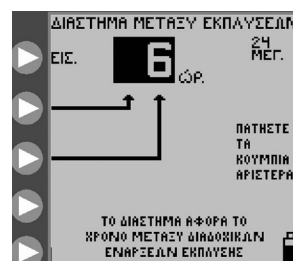 ΔΙΑΣΤΗΜΑ ΜΕΤΑΞΥ ΕΚΠΛΥΣΕΩΝ
ΕΙΣ. 6 ΩΡ. 24
ΜΕΓ.
ΠΑΤΗΣΤΕ
ΤΑ
ΚΟΥΜΠΙΑ
ΑΡΙΣΤΕΡΑ
ΤΟ ΔΙΑΣΤΗΜΑ ΑΦΟΡΑ ΤΟ
ΧΡΟΝΟ ΜΕΤΑΞΥ ΔΙΑΔΟΧΙΚΩΝ
ΕΝΑΡΞΕΩΝ ΕΚΠΛΥΣΗΣ